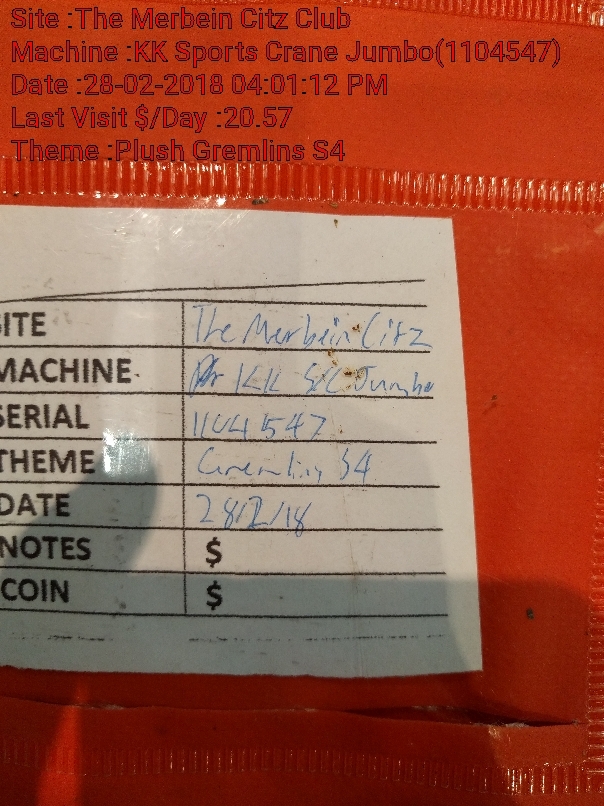 Site :The Merbein Citz Club
Machine :KK Sports Crane Jumbo(1104547)
Date :28-02-2018 04:01:12 PM
Last Visit $/Day :20.57
Theme :Plush Gremlins S4
SITE The Merbein Citz
MACHINE KK S/C Jumbo
SERIAL 1104547
THEME Gremlins S4
DATE 28/2/18
NOTES $
COIN $